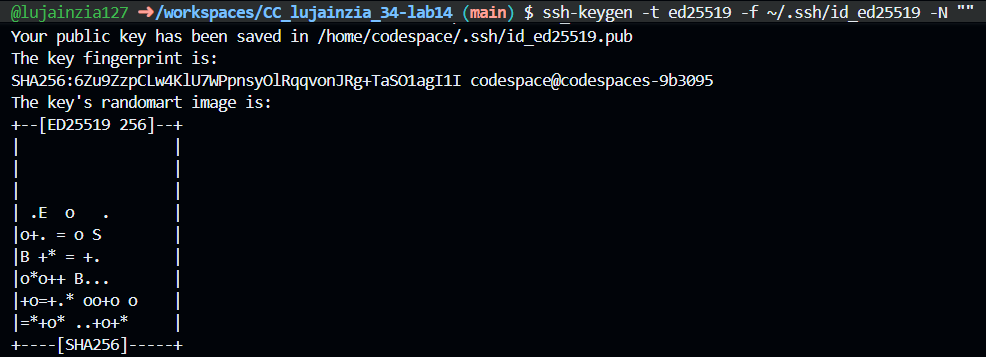 @lujainzia127 ➜/workspaces/CC_lujainzia_34-lab14 (main) $ ssh-keygen -t ed25519 -f ~/.ssh/id_ed25519 -N ""
Your public key has been saved in /home/codespace/.ssh/id_ed25519.pub
The key fingerprint is:
SHA256:6Zu9ZzpCLw4KlU7WPpnsyOlRqqvonJRg+TaSO1agI1I codespace@codespaces-9b3095
The key's randomart image is:
+--[ED25519 256]--+
|                 |
|                 |
|                 |
| .E  o   .       |
|o+. = o S        |
|B +* = +.        |
|o*o++ B...       |
|+o=+.* oo+o o    |
|=*+o* ..+o+*     |
+----[SHA256]-----+